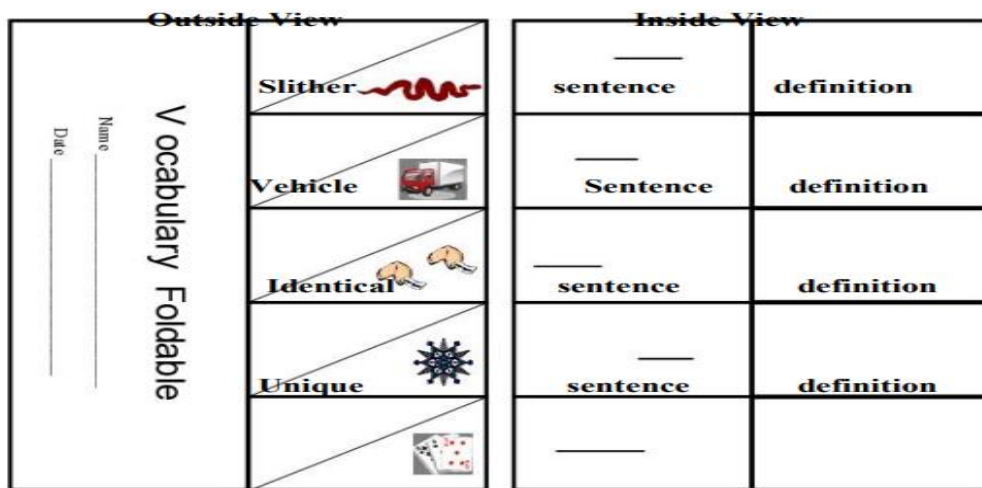 Outside View
Inside View
V ocabulary Foldable
Name
Date
Slither
sentence
definition
Vehicle
Sentence
definition
Identical
sentence
definition
Unique
sentence
definition